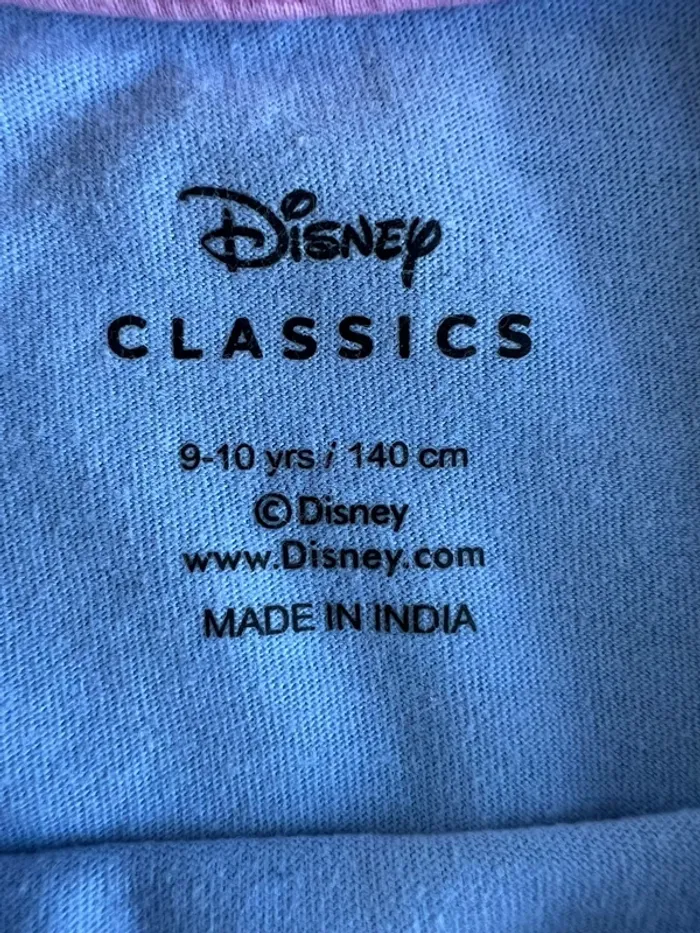 Disney
CLASSICS
9-10 yrs / 140 cm
© Disney
www.Disney.com
MADE IN INDIA